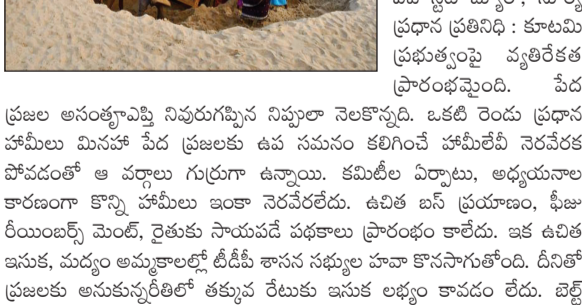 ప్రధాన ప్రతినిధి : కూటమి
ప్రభుత్వంపై వ్యతిరేకత
ప్రారంభమైంది. పేద
ప్రజల అసంతృాఎప్తి నివురుగప్పిన నిప్పులా నెలకొన్నది. ఒకటి రెండు ప్రధాన
హామీలు మినహా పేద ప్రజలకు ఉప సమనం కలిగించే హామీలేవీ నెరవేరక
పోవడంతో ఆ వర్గాలు గుర్రుగా ఉన్నాయి. కమిటీల ఏర్పాటు, అధ్యయనాల
కారణంగా కొన్ని హామీలు ఇంకా నెరవేరలేదు. ఉచిత బస్ ప్రయాణం, ఫీజు
రీయింబర్స్ మెంట్, రైతుకు సాయపడే పథకాలు ప్రారంభం కాలేదు. ఇక ఉచిత
ఇసుక, మద్యం అమ్మకాలల్లో టీడీపీ శాసన సభ్యుల హవా కొనసాగుతోంది. దీనితో
ప్రజలకు అనుకున్నరీతిలో తక్కువ రేటుకు ఇసుక లభ్యం కావడం లేదు. బెల్ట్